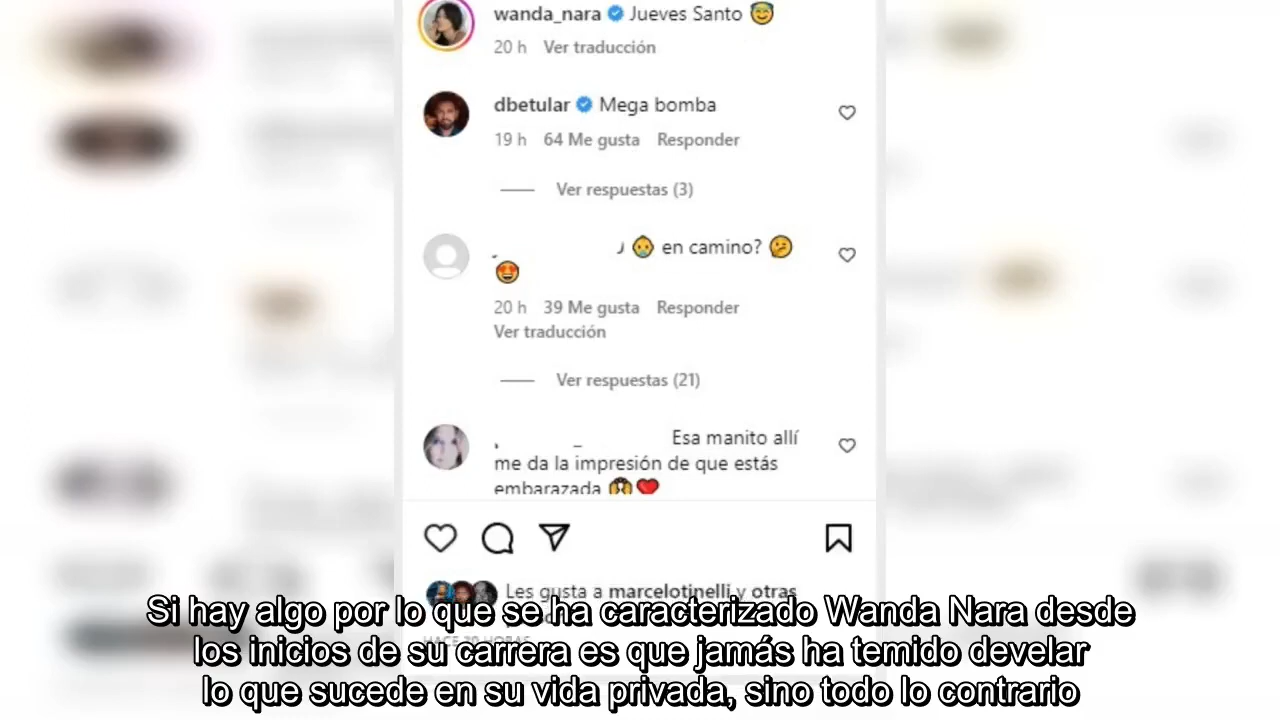 wanda_nara Jueves Santo
20 h Ver traducción
dbetular Mega bomba
19 h 64 Me gusta Responder
Ver respuestas (3)
en camino?
20 h 39 Me gusta Responder
Ver traducción
Ver respuestas (21)
Esa manito allí
me da la impresión de que estás
embarazada
Les gusta a marcelotinelli y otras
HACE 20 HORAS
Si hay algo por lo que se ha caracterizado Wanda Nara desde
los inicios de su carrera es que jamás ha temido develar
lo que sucede en su vida privada, sino todo lo contrario